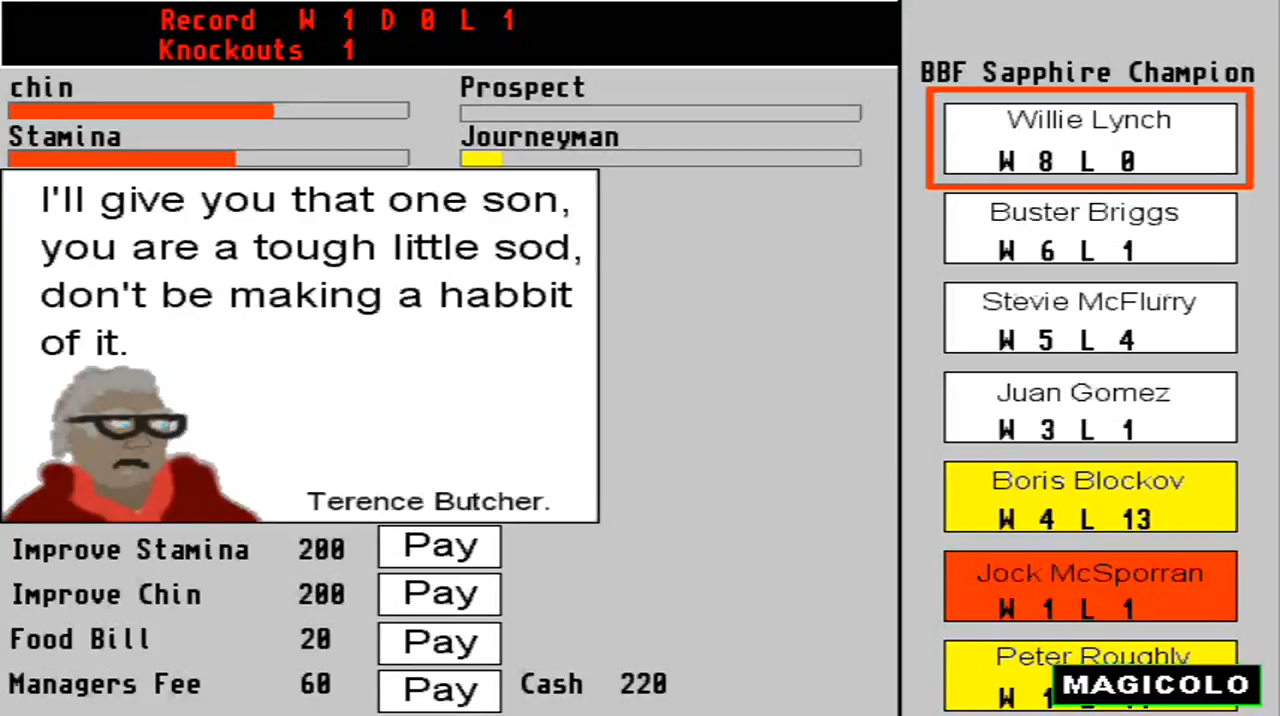 Record W 1 D 0 L 1
Knockouts 1
chin
Prospect
Stamina
Journeyman
I'll give you that one son,
you are a tough little sod,
don't be making a habbit
of it.
Terence Butcher.
Improve Stamina 200 Pay
Improve Chin 200 Pay
Food Bill 20 Pay
Managers Fee 60 Pay Cash 220
BBF Sapphire Champion
Willie Lynch
W 8 L 0
Buster Briggs
W 6 L 1
Stevie McFlurry
W 5 L 4
Juan Gomez
W 3 L 1
Boris Blockov
W 4 L 13
Jock McSporran
W 1 L 1
Peter Roughly
W
MAGICOLO